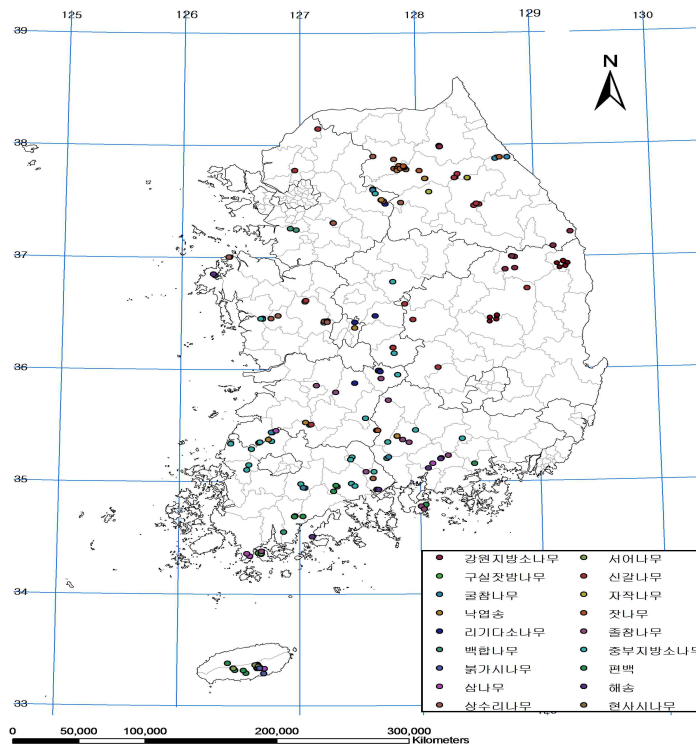 125 126 127 128 129 130
39
N
38
37
36
35
34
33
강원지방소나무 서어나무
구실잣밤나무 신갈나무
굴참나무 자작나무
낙엽송 잣나무
리기다소나무 졸참나무
백합나무 중부지방소나무
붉가시나무 편백
삼나무 해송
상수리나무 현사시나무
0 50,000 100,000 200,000 300,000
Kilometers